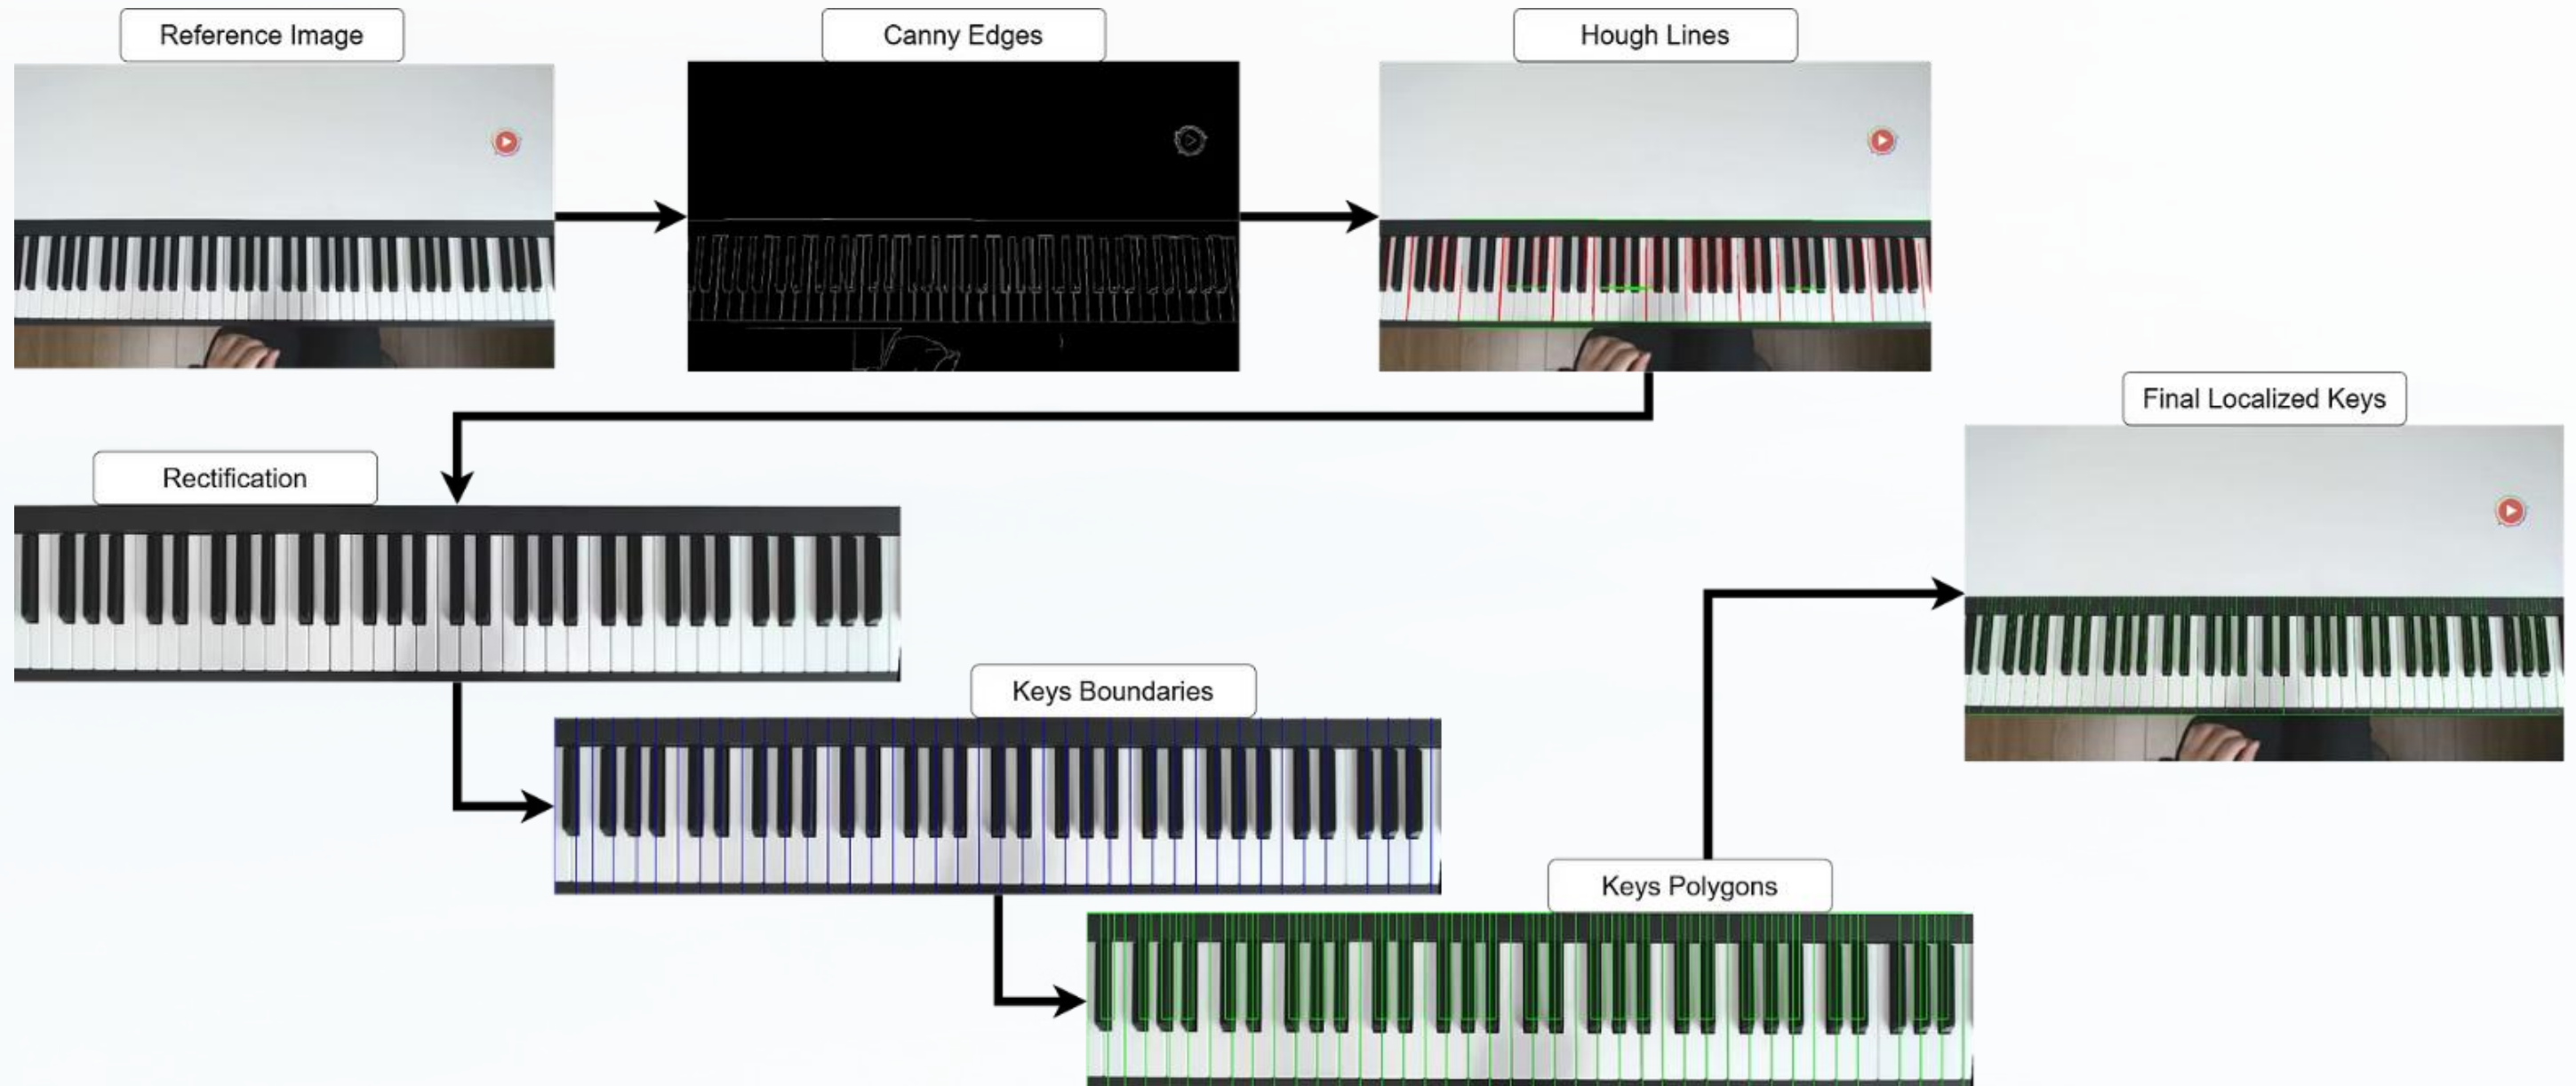 Reference Image
Canny Edges
Hough Lines
Final Localized Keys
Rectification
Keys Boundaries
Keys Polygons